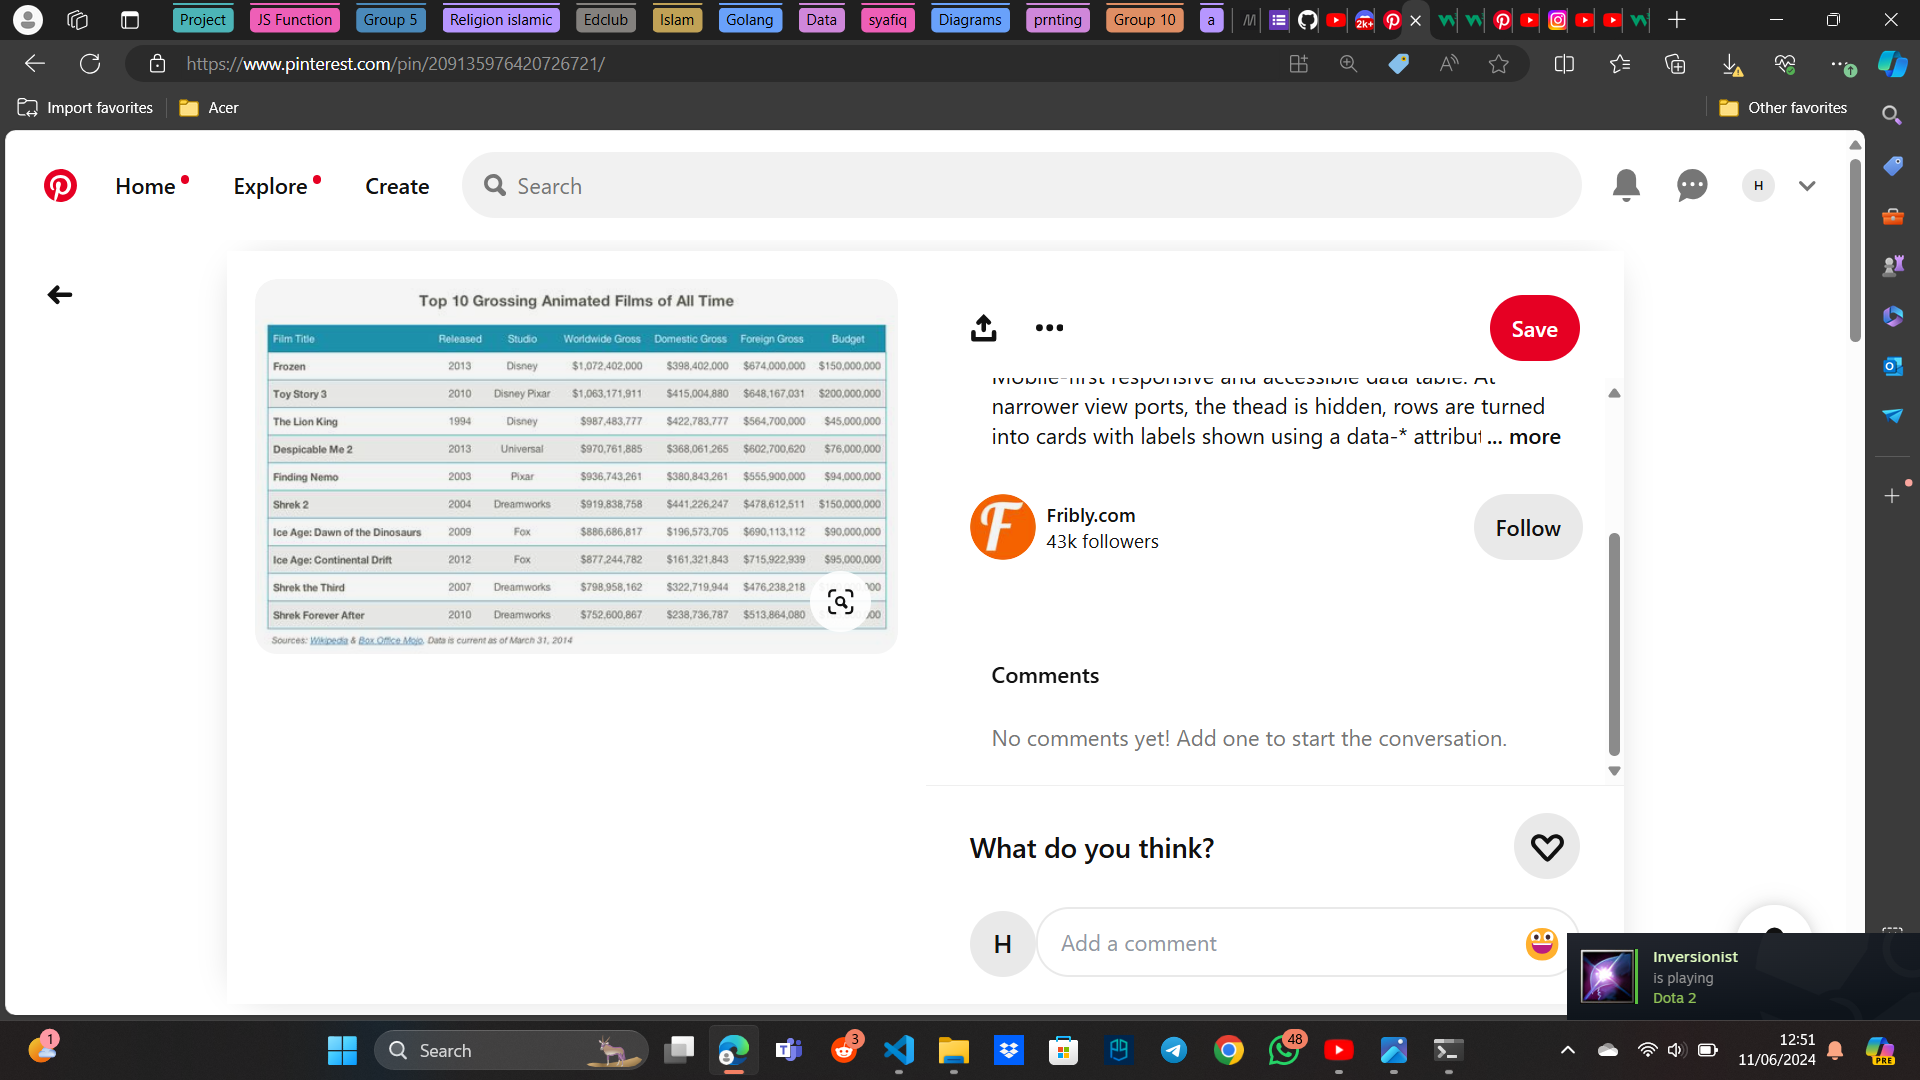 Project
JS Function
Group 5
Religion islamic
Edclub
Islam
Golang
Data
syafiq
Diagrams
prnting
Group 10
a
2k+
https://www.pinterest.com/pin/209135976420726721/
Import favorites
Acer
Other favorites
Home
Explore
Create
Search
H
Top 10 Grossing Animated Films of All Time
Film Title Released Studio Worldwide Gross Domestic Gross Foreign Gross Budget
Frozen 2013 Disney $1,072,402,000 $398,402,000 $674,000,000 $150,000,000
Toy Story 3 2010 Disney Pixar $1,063,171,911 $415,004,880 $648,167,031 $200,000,000
The Lion King 1994 Disney $987,483,777 $422,783,777 $564,700,000 $45,000,000
Despicable Me 2 2013 Universal $970,761,885 $368,061,265 $602,700,620 $76,000,000
Finding Nemo 2003 Pixar $936,743,261 $380,843,261 $555,900,000 $94,000,000
Shrek 2 2004 Dreamworks $919,838,758 $441,226,247 $478,612,511 $150,000,000
Ice Age: Dawn of the Dinosaurs 2009 Fox $886,686,817 $196,573,705 $690,113,112 $90,000,000
Ice Age: Continental Drift 2012 Fox $877,244,782 $161,321,843 $715,922,939 $95,000,000
Shrek the Third 2007 Dreamworks $798,958,162 $322,719,944 $476,238,218
Shrek Forever After 2010 Dreamworks $752,600,867 $238,736,787 $513,864,080
Sources: Wikipedia & Box Office Mojo. Data is current as of March 31, 2014
Save
Mobile-first responsive and accessible data table. At
narrower view ports, the thead is hidden, rows are turned
into cards with labels shown using a data-* attribut ... more
Fribly.com
43k followers
Follow
Comments
No comments yet! Add one to start the conversation.
What do you think?
H
Add a comment
Inversionist
is playing
Dota 2
1
Search
3
48
12:51
11/06/2024
PRE